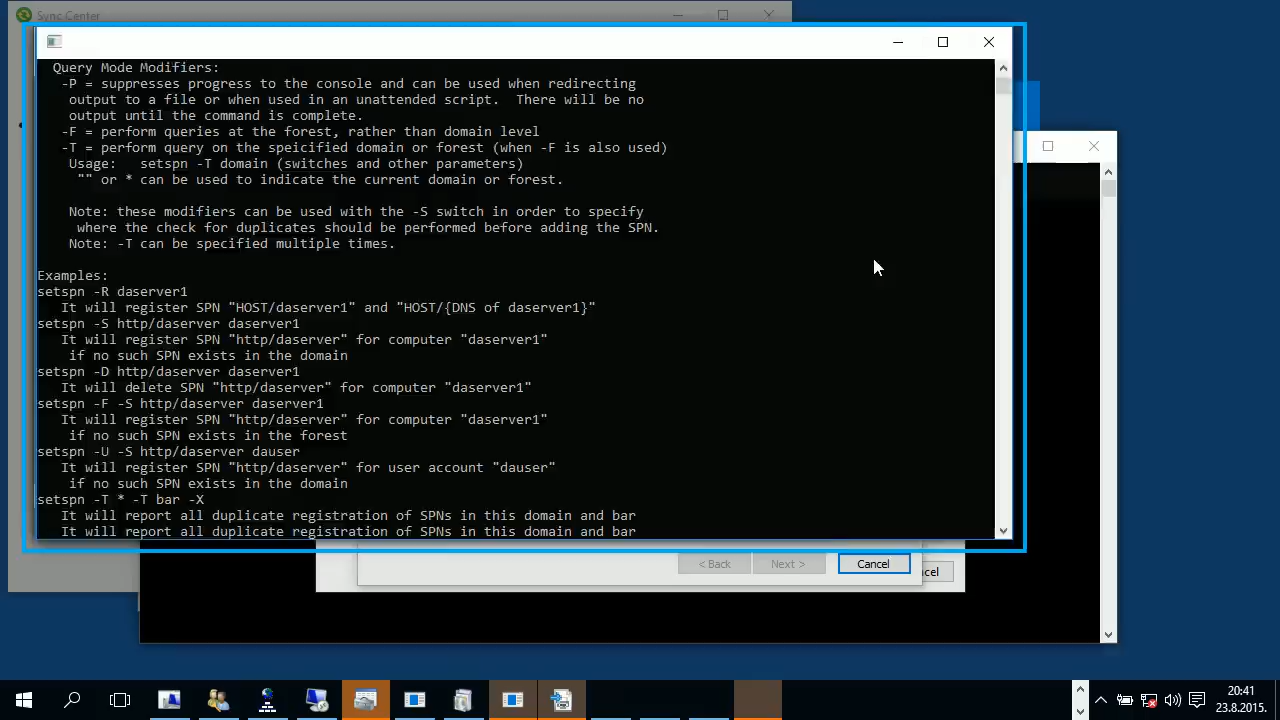 Sync Center
Query Mode Modifiers:
-P = suppresses progress to the console and can be used when redirecting
output to a file or when used in an unattended script.  There will be no
output until the command is complete.
-F = perform queries at the forest, rather than domain level
-T = perform query on the speicified domain or forest (when -F is also used)
Usage:   setspn -T domain (switches and other parameters)
"" or * can be used to indicate the current domain or forest.
Note: these modifiers can be used with the -S switch in order to specify
where the check for duplicates should be performed before adding the SPN.
Note: -T can be specified multiple times.
Examples:
setspn -R daserver1
It will register SPN "HOST/daserver1" and "HOST/{DNS of daserver1}"
setspn -S http/daserver daserver1
It will register SPN "http/daserver" for computer "daserver1"
if no such SPN exists in the domain
setspn -D http/daserver daserver1
It will delete SPN "http/daserver" for computer "daserver1"
setspn -F -S http/daserver daserver1
It will register SPN "http/daserver" for computer "daserver1"
if no such SPN exists in the forest
setspn -U -S http/daserver dauser
It will register SPN "http/daserver" for user account "dauser"
if no such SPN exists in the domain
setspn -T * -T bar -X
It will report all duplicate registration of SPNs in this domain and bar
It will report all duplicate registration of SPNs in this domain and bar
< Back Next > Cancel
cel
20:41
23.8.2015.